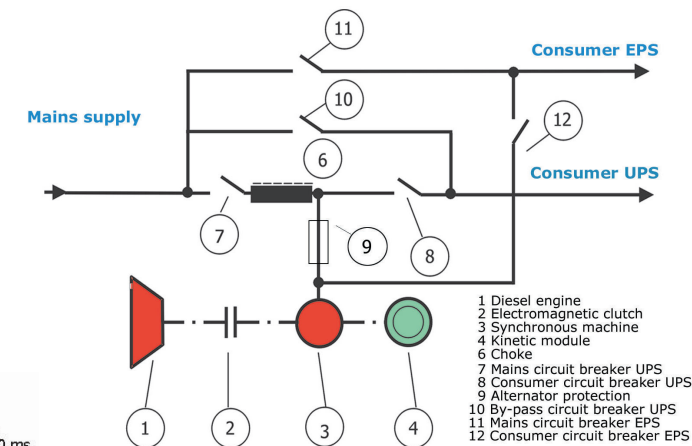 11
Consumer EPS
10
Mains supply
12
6
Consumer UPS
7
9
8
1 Diesel engine
2 Electromagnetic clutch
3 Synchronous machine
4 Kinetic module
6 Choke
7 Mains circuit breaker UPS
8 Consumer circuit breaker UPS
9 Alternator protection
10 By-pass circuit breaker UPS
11 Mains circuit breaker EPS
12 Consumer circuit breaker EPS
1
2
3
4
ms